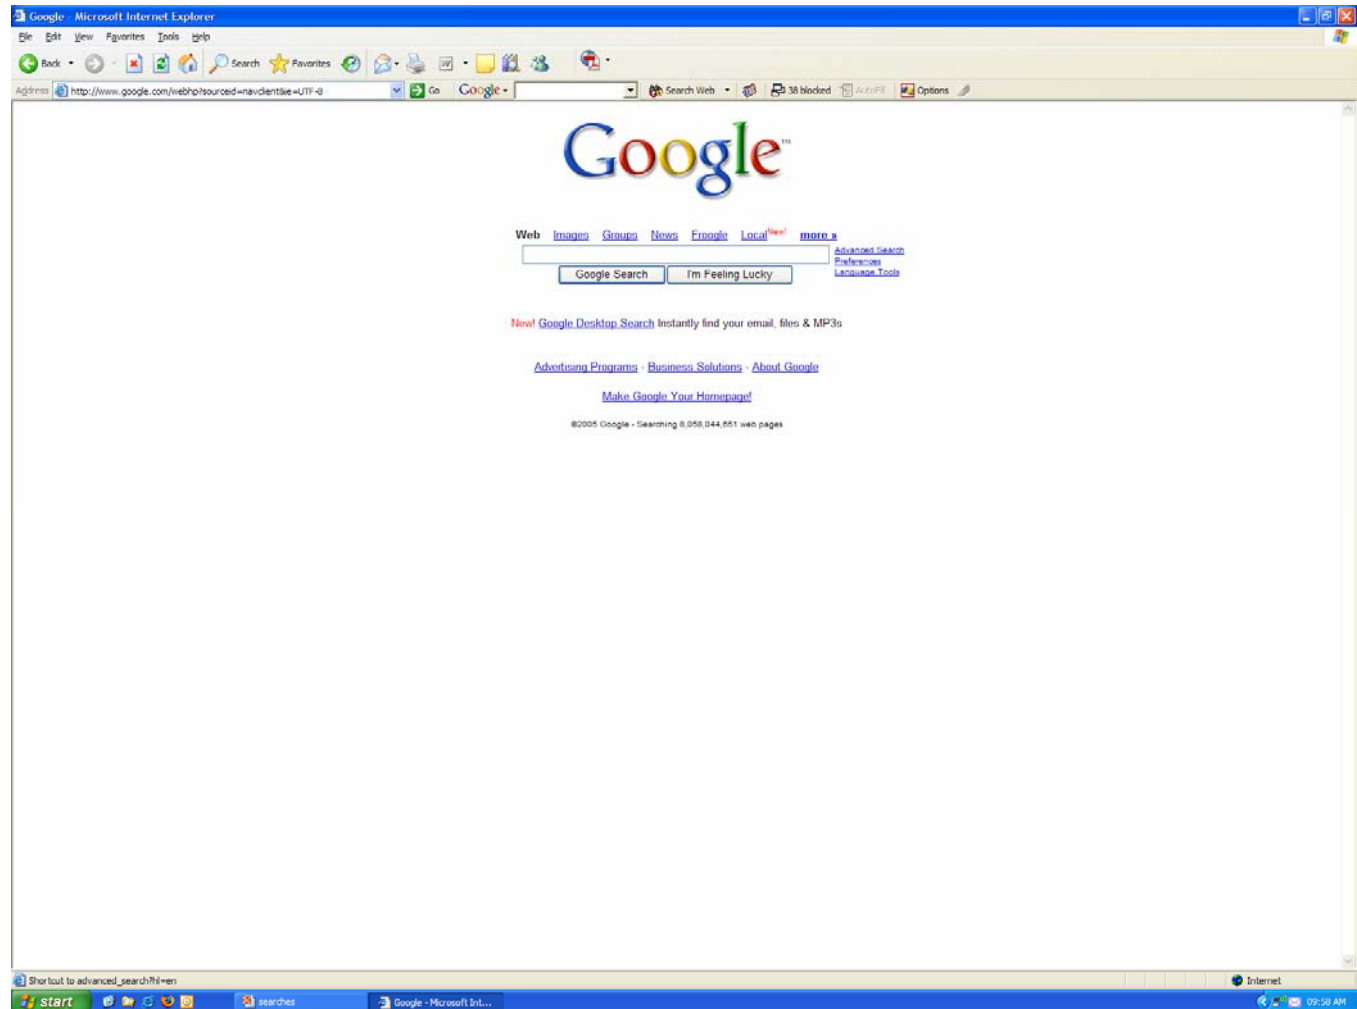 Google - Microsoft Internet Explorer
File Edit View Favorites Tools Help
Back Search Favorites
Address http://www.google.com/webhp?sourceid=navclient&ie=UTF-8 Go Google Search Web 38 blocked AutoFill Options
Google™
Web Images Groups News Froogle Local New! more »
Advanced Search
Preferences
Language Tools
Google Search I'm Feeling Lucky
New! Google Desktop Search Instantly find your email, files & MP3s
Advertising Programs - Business Solutions - About Google
Make Google Your Homepage!
©2005 Google - Searching 8,058,044,651 web pages
Shortcut to advanced_search?hl=en Internet
start searches Google - Microsoft Int... 09:58 AM